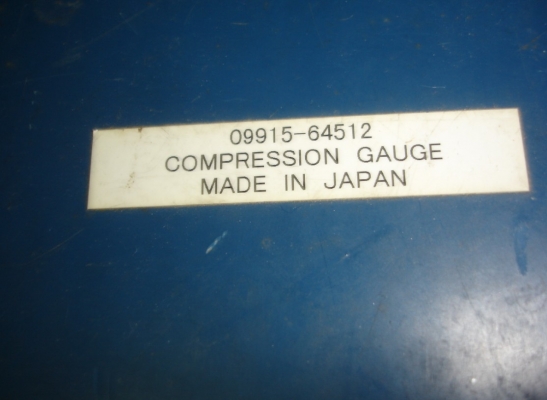 09915-64512
COMPRESSION GAUGE
MADE IN JAPAN